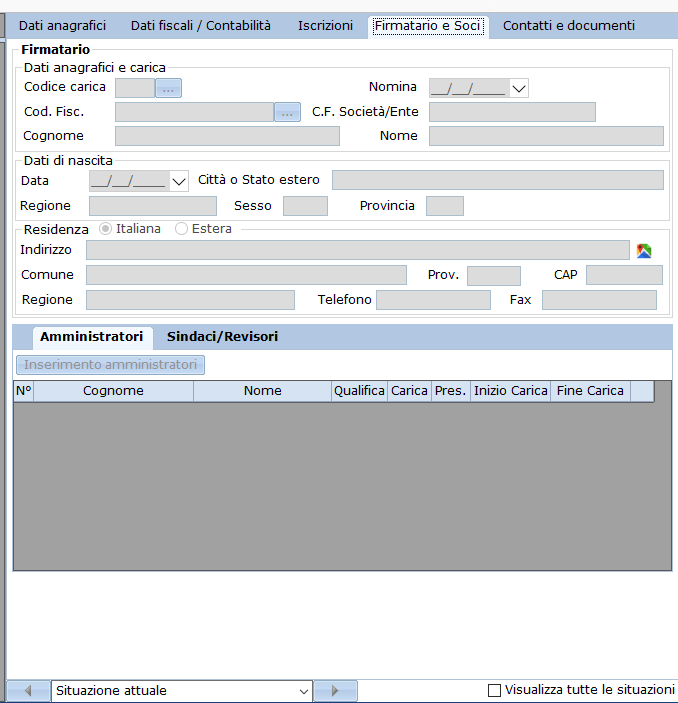 Dati anagrafici Dati fiscali / Contabilità Iscrizioni Firmatario e Soci Contatti e documenti
Firmatario
Dati anagrafici e carica
Codice carica ... Nomina __/__/____
Cod. Fisc. ... C.F. Società/Ente
Cognome Nome
Dati di nascita
Data __/__/____ Città o Stato estero
Regione Sesso Provincia
Residenza Italiana Estera
Indirizzo
Comune Prov. CAP
Regione Telefono Fax
Amministratori Sindaci/Revisori
Inserimento amministratori
N° Cognome Nome Qualifica Carica Pres. Inizio Carica Fine Carica
Situazione attuale Visualizza tutte le situazioni